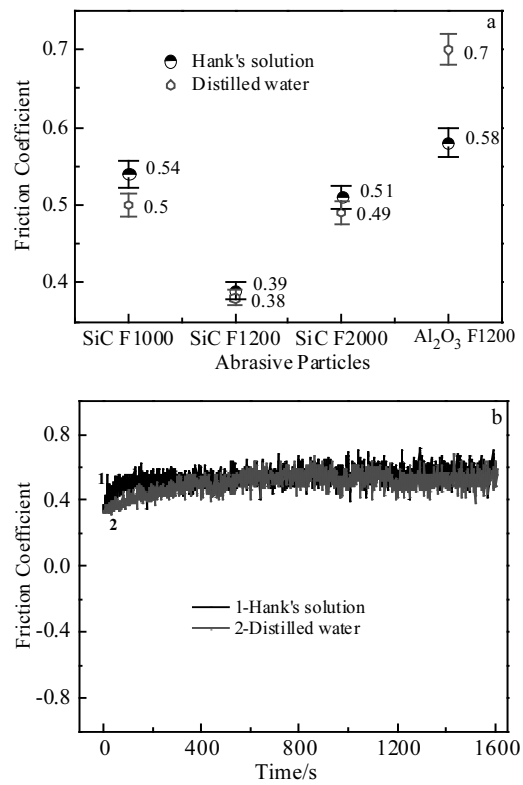 a
Hank's solution
Distilled water
Friction Coefficient
0.7
0.6
0.5
0.4
0.54
0.5
0.39
0.38
0.51
0.49
0.7
0.58
SiC F1000 SiC F1200 SiC F2000 Al₂O₃ F1200
Abrasive Particles
b
Friction Coefficient
0.8
0.4
0.0
-0.4
-0.8
1
2
1-Hank's solution
2-Distilled water
0 400 800 1200 1600
Time/s